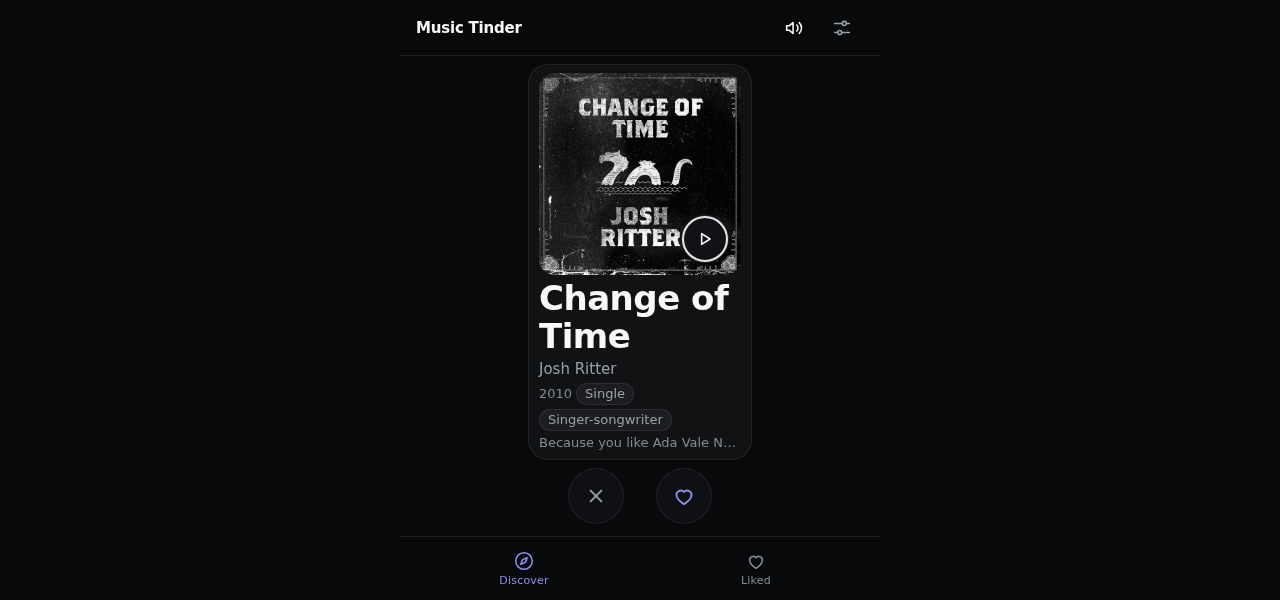 Music Tinder
CHANGE OF
TIME
JOSH
RITTER
Change of
Time
Josh Ritter
2010 Single
Singer-songwriter
Because you like Ada Vale N…
Discover
Liked